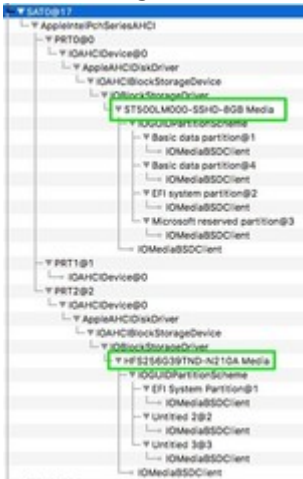 SAT0@17
AppleIntelPchSeriesAHCI
PRT0@0
IOAHCIDevice@0
AppleAHCIDiskDriver
IOAHCIBlockStorageDevice
IOBlockStorageDriver
ST500LM000-SSHD-8GB Media
IOGUIDPartitionScheme
Basic data partition@1
IOMediaBSDClient
Basic data partition@4
IOMediaBSDClient
EFI system partition@2
IOMediaBSDClient
Microsoft reserved partition@3
IOMediaBSDClient
IOMediaBSDClient
PRT1@1
IOAHCIDevice@0
PRT2@2
IOAHCIDevice@0
AppleAHCIDiskDriver
IOAHCIBlockStorageDevice
IOBlockStorageDriver
HFS256G39TND-N210A Media
IOGUIDPartitionScheme
EFI System Partition@1
IOMediaBSDClient
Untitled 2@2
IOMediaBSDClient
Untitled 3@3
IOMediaBSDClient
IOMediaBSDClient